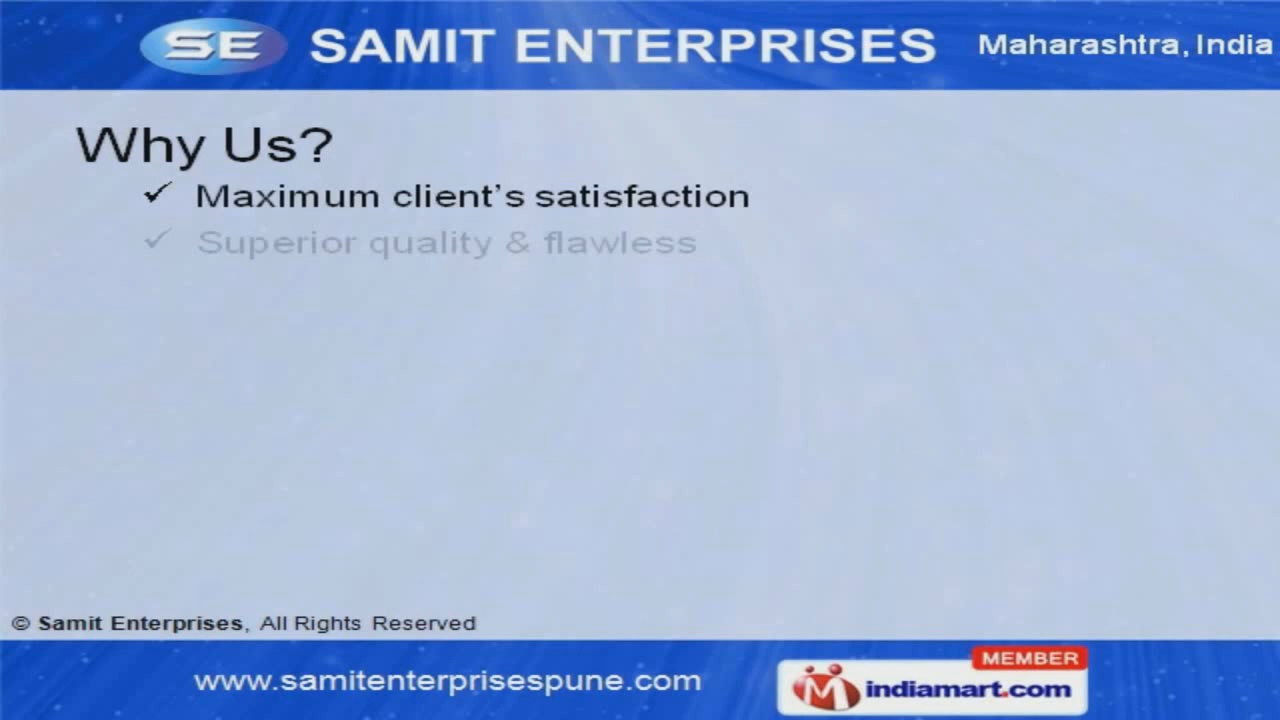 SE SAMIT ENTERPRISES Maharashtra, India
Why Us?
✓ Maximum client's satisfaction
✓ Superior quality & flawless
© Samit Enterprises, All Rights Reserved
MEMBER
www.samitenterprisespune.com indiamart.com